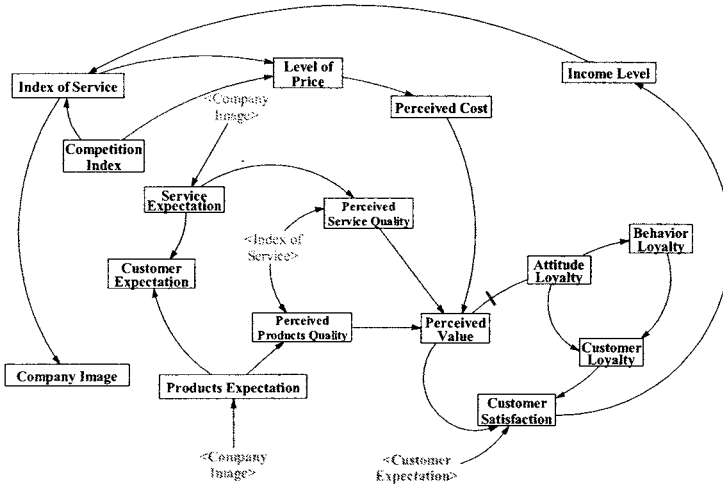 Level of
Price
Income Level
Index of Service
<Company
Image>
Perceived Cost
Competition
Index
Service
Expectation
Perceived
Service Quality
Behavior
Loyalty
<Index of
Service>
Customer
Expectation
Attitude
Loyalty
Perceived
Products Quality
Perceived
Value
Customer
Loyalty
Company Image
Products Expectation
Customer
Satisfaction
<Company
Image>
<Customer
Expectation>